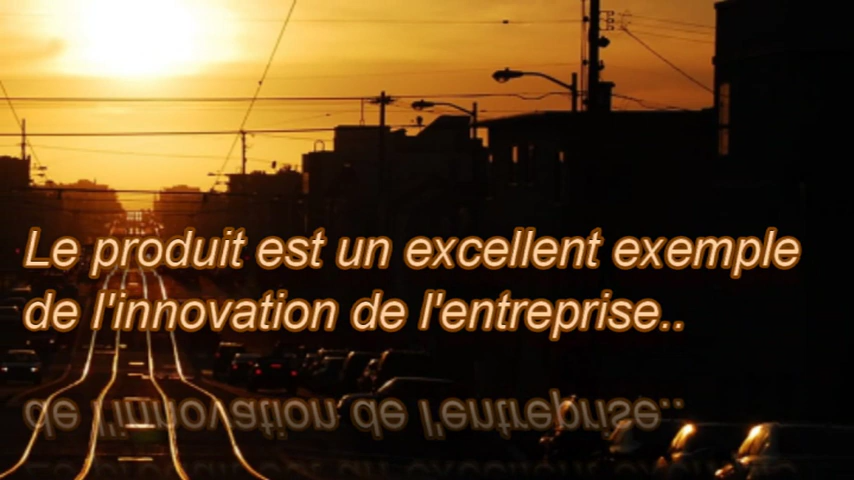 Le produit est un excellent exemple
de l'innovation de l'entreprise..